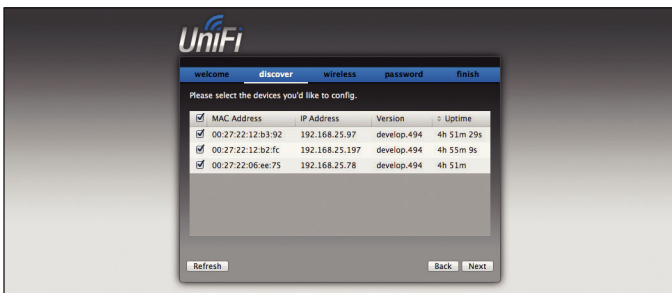 UniFi
welcome discover wireless password finish
Please select the devices you'd like to config.
MAC Address IP Address Version Uptime
00:27:22:12:b3:92 192.168.25.97 develop.494 4h 51m 29s
00:27:22:12:b2:fc 192.168.25.197 develop.494 4h 55m 9s
00:27:22:06:ee:75 192.168.25.78 develop.494 4h 51m
Refresh Back Next